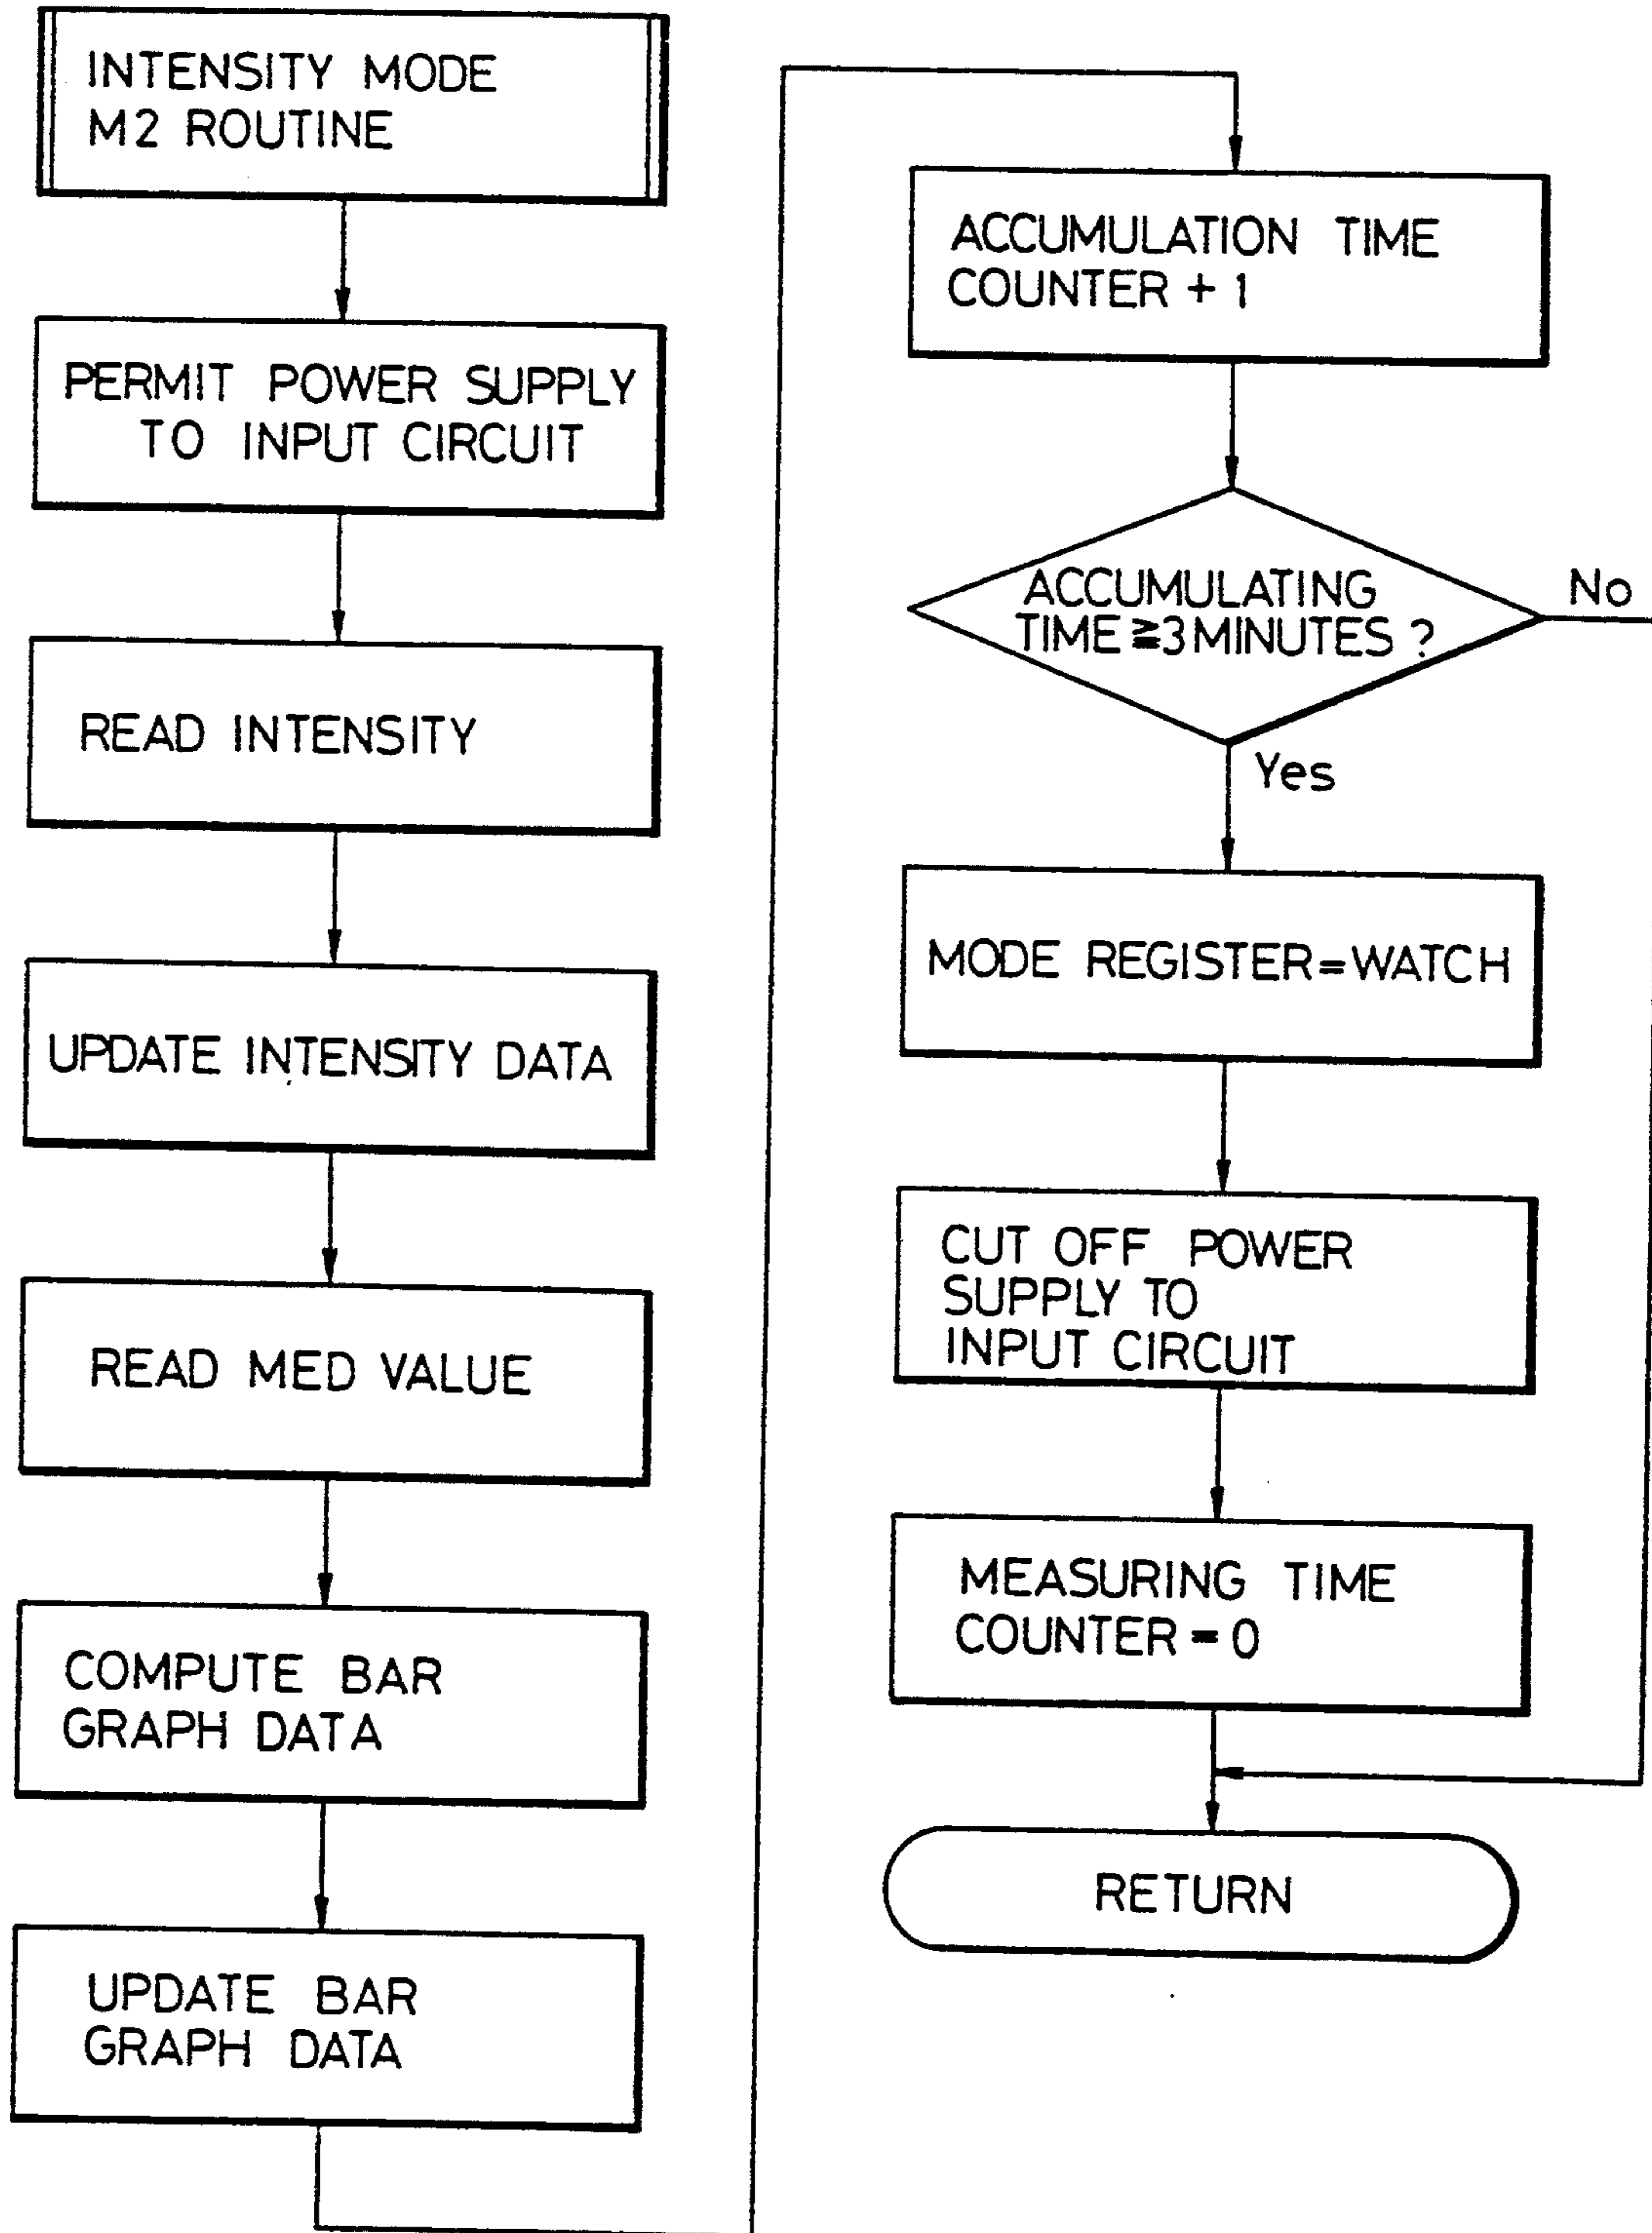 INTENSITY MODE
M2 ROUTINE
PERMIT POWER SUPPLY
TO INPUT CIRCUIT
READ INTENSITY
UPDATE INTENSITY DATA
READ MED VALUE
COMPUTE BAR
GRAPH DATA
UPDATE BAR
GRAPH DATA
ACCUMULATION TIME
COUNTER + 1
ACCUMULATING
TIME ≧3 MINUTES ?
No
Yes
MODE REGISTER=WATCH
CUT OFF POWER
SUPPLY TO
INPUT CIRCUIT
MEASURING TIME
COUNTER = 0
RETURN